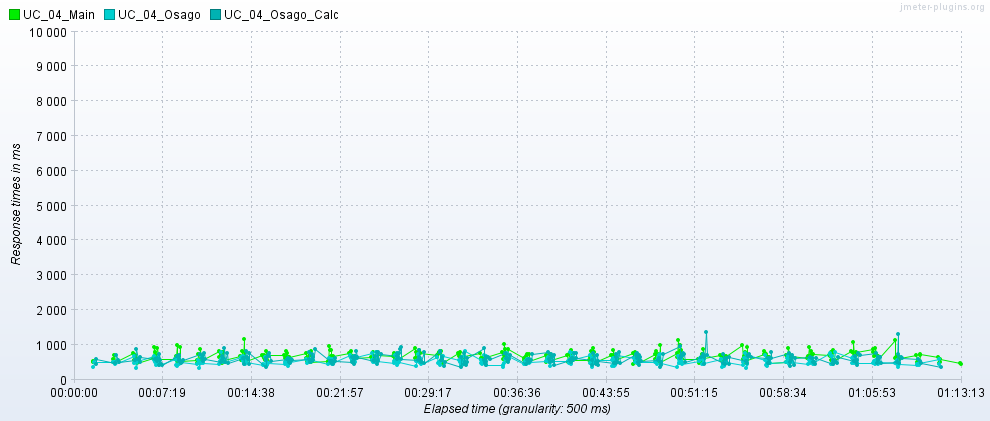 UC_04_Main UC_04_Osago UC_04_Osago_Calc
jmeter-plugins.org
10 000
9 000
8 000
7 000
6 000
5 000
4 000
3 000
2 000
1 000
0
Response times in ms
00:00:00 00:07:19 00:14:38 00:21:57 00:29:17 00:36:36 00:43:55 00:51:15 00:58:34 01:05:53 01:13:13
Elapsed time (granularity: 500 ms)